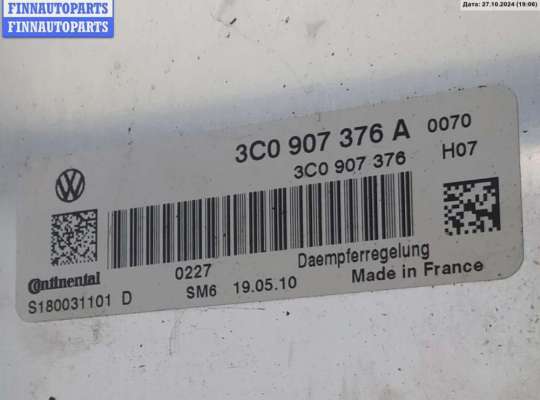 FINNAUTOPARTS
FINNAUTOPARTS
Дата: 27.10.2024 (19:06)
3C0 907 376 A 0070
3C0 907 376 H07
Continental
0227
Daempferregelung
S180031101 D
SM6 19.05.10
Made in France